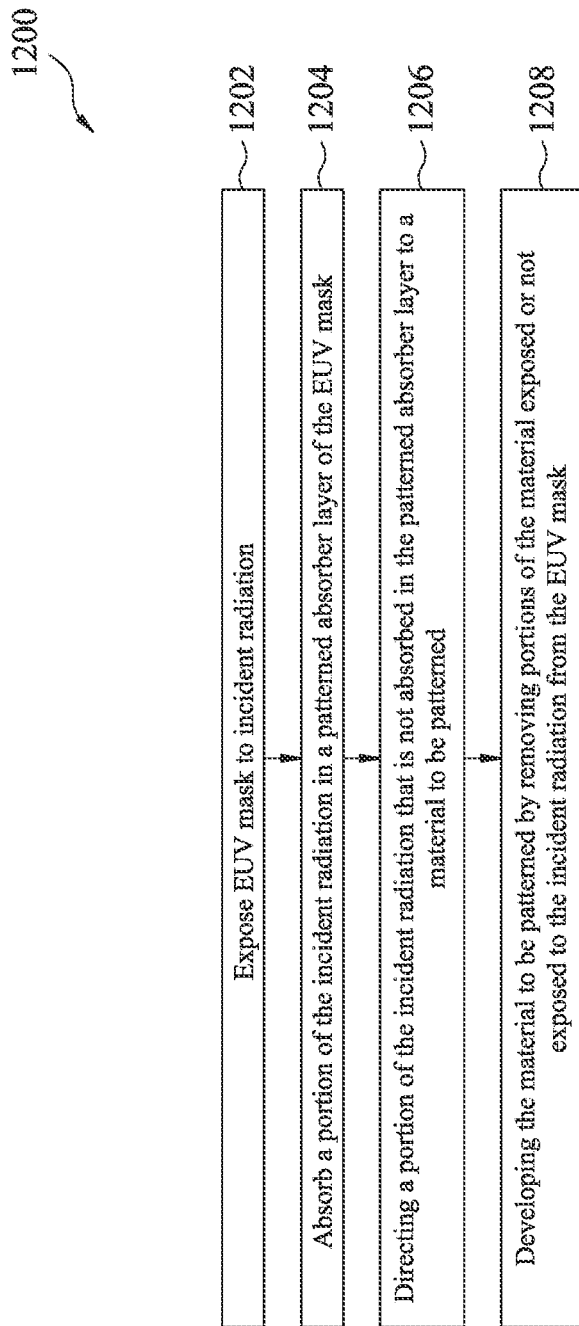 1200
Expose EUV mask to incident radiation
1202
Absorb a portion of the incident radiation in a patterned absorber layer of the EUV mask
1204
Directing a portion of the incident radiation that is not absorbed in the patterned absorber layer to a
material to be patterned
1206
Developing the material to be patterned by removing portions of the material exposed or not
exposed to the incident radiation from the EUV mask
1208